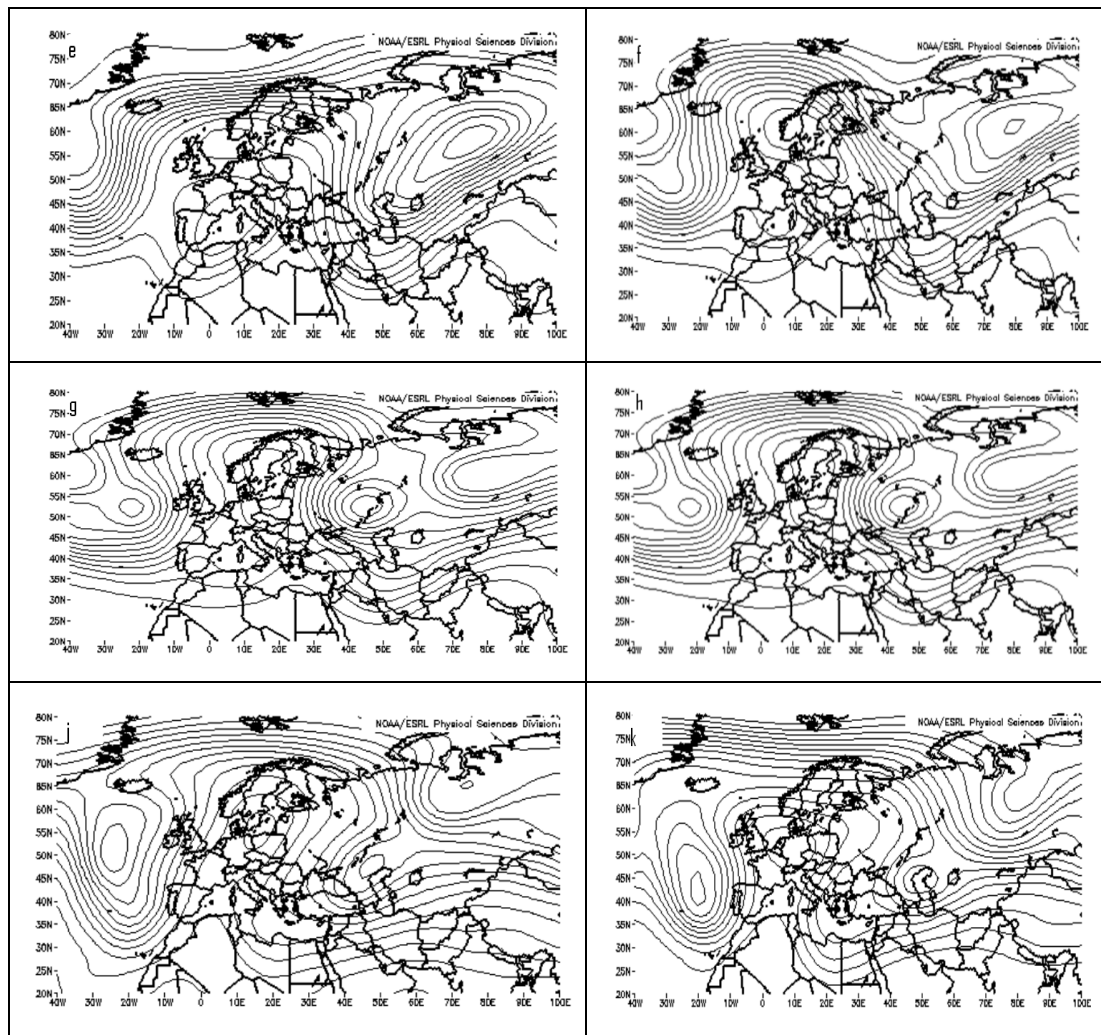 e
NOAA/ESRL Physical Sciences Division
80N
75N
70N
65N
60N
55N
50N
45N
40N
35N
30N
25N
20N
40W 30W 20W 10W 0 10E 20E 30E 40E 50E 60E 70E 80E 90E 100E
f
NOAA/ESRL Physical Sciences Division
80N
75N
70N
65N
60N
55N
50N
45N
40N
35N
30N
25N
20N
40W 30W 20W 10W 0 10E 20E 30E 40E 50E 60E 70E 80E 90E 100E
g
NOAA/ESRL Physical Sciences Division
80N
75N
70N
65N
60N
55N
50N
45N
40N
35N
30N
25N
20N
40W 30W 20W 10W 0 10E 20E 30E 40E 50E 60E 70E 80E 90E 100E
h
NOAA/ESRL Physical Sciences Division
80N
75N
70N
65N
60N
55N
50N
45N
40N
35N
30N
25N
20N
40W 30W 20W 10W 0 10E 20E 30E 40E 50E 60E 70E 80E 90E 100E
j
NOAA/ESRL Physical Sciences Division
80N
75N
70N
65N
60N
55N
50N
45N
40N
35N
30N
25N
20N
40W 30W 20W 10W 0 10E 20E 30E 40E 50E 60E 70E 80E 90E 100E
k
NOAA/ESRL Physical Sciences Division
80N
75N
70N
65N
60N
55N
50N
45N
40N
35N
30N
25N
20N
40W 30W 20W 10W 0 10E 20E 30E 40E 50E 60E 70E 80E 90E 100E